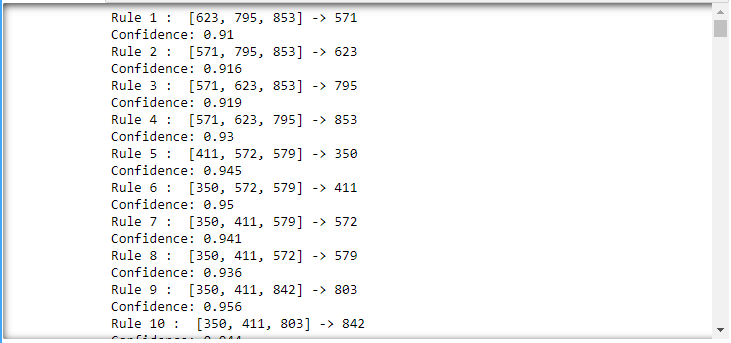 Rule 1 :  [623, 795, 853] -> 571
Confidence: 0.91
Rule 2 :  [571, 795, 853] -> 623
Confidence: 0.916
Rule 3 :  [571, 623, 853] -> 795
Confidence: 0.919
Rule 4 :  [571, 623, 795] -> 853
Confidence: 0.93
Rule 5 :  [411, 572, 579] -> 350
Confidence: 0.945
Rule 6 :  [350, 572, 579] -> 411
Confidence: 0.95
Rule 7 :  [350, 411, 579] -> 572
Confidence: 0.941
Rule 8 :  [350, 411, 572] -> 579
Confidence: 0.936
Rule 9 :  [350, 411, 842] -> 803
Confidence: 0.956
Rule 10 :  [350, 411, 803] -> 842